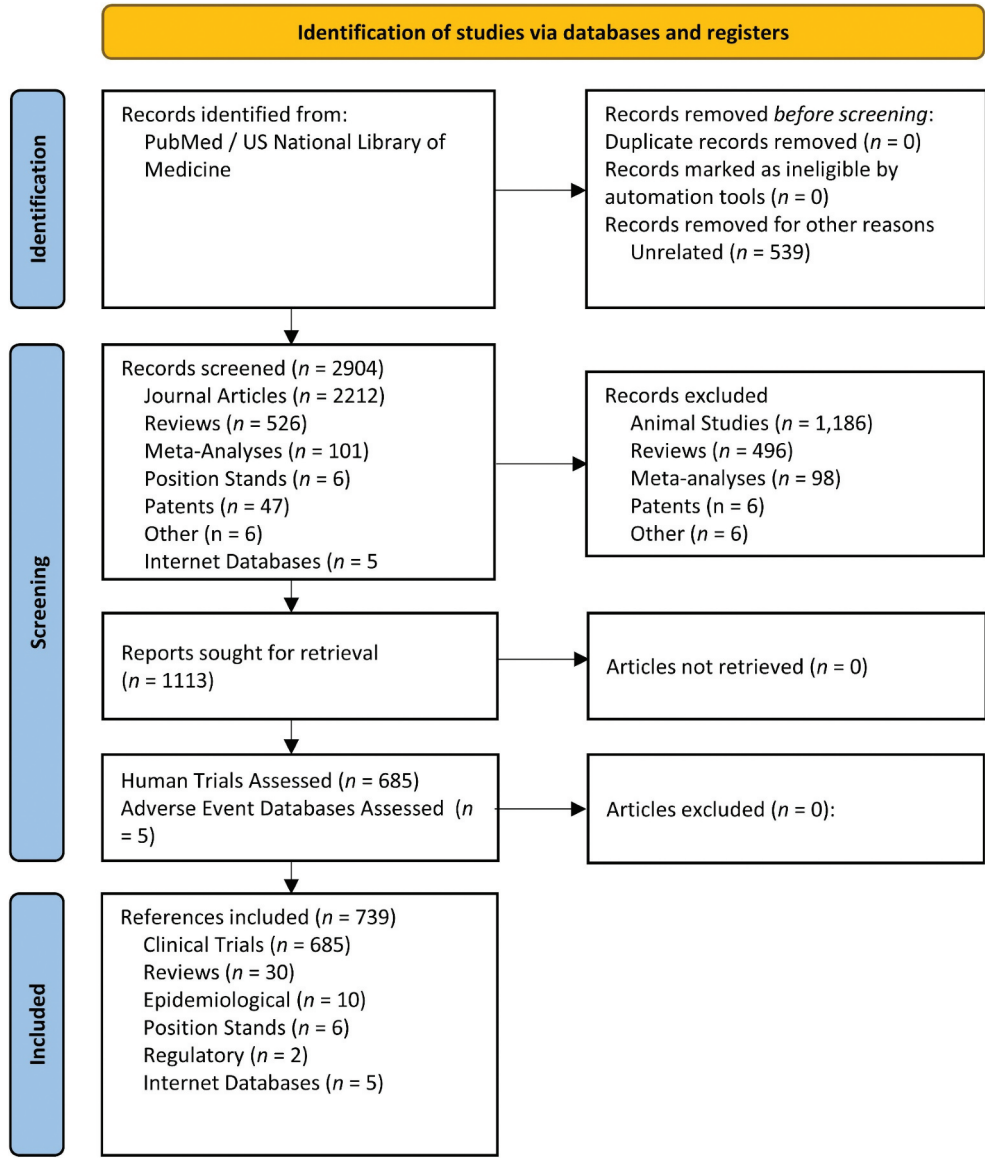 Identification of studies via databases and registers
Identification
Records identified from:
PubMed / US National Library of
Medicine
Records removed before screening:
Duplicate records removed (n = 0)
Records marked as ineligible by
automation tools (n = 0)
Records removed for other reasons
Unrelated (n = 539)
Screening
Records screened (n = 2904)
Journal Articles (n = 2212)
Reviews (n = 526)
Meta-Analyses (n = 101)
Position Stands (n = 6)
Patents (n = 47)
Other (n = 6)
Internet Databases (n = 5
Records excluded
Animal Studies (n = 1,186)
Reviews (n = 496)
Meta-analyses (n = 98)
Patents (n = 6)
Other (n = 6)
Reports sought for retrieval
(n = 1113)
Articles not retrieved (n = 0)
Human Trials Assessed (n = 685)
Adverse Event Databases Assessed (n
= 5)
Articles excluded (n = 0):
Included
References included (n = 739)
Clinical Trials (n = 685)
Reviews (n = 30)
Epidemiological (n = 10)
Position Stands (n = 6)
Regulatory (n = 2)
Internet Databases (n = 5)